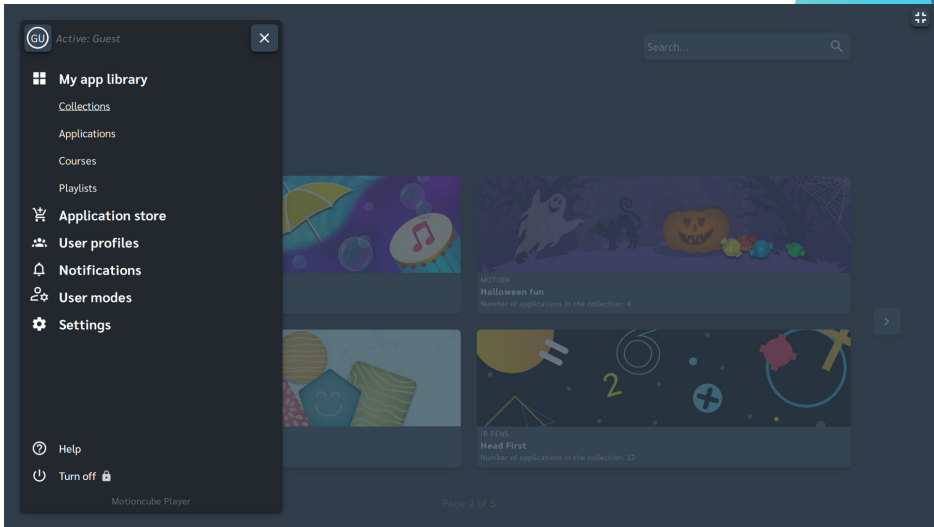 GU Active: Guest
Search...
My app library
Collections
Applications
Courses
Playlists
Application store
User profiles
Notifications
User modes
Settings
MOTION
Halloween fun
Number of applications in the collection: 4
2
IR PENS
Head First
Number of applications in the collection: 12
Help
Turn off
Motioncube Player
Page 2 of 5